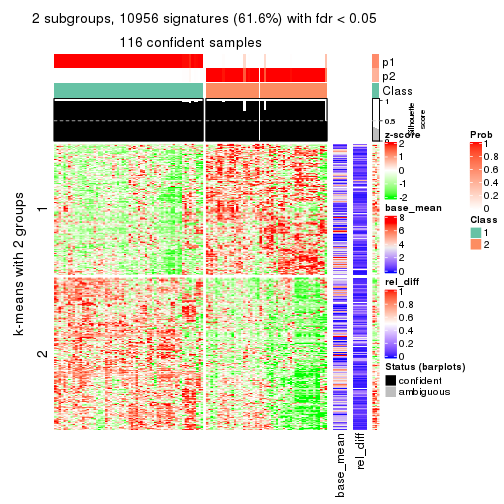 2 subgroups, 10956 signatures (61.6%) with fdr < 0.05
116 confident samples
p1
p2
Class
1
0.5
0
Silhouette
score
k-means with 2 groups
1
2
base_mean
rel_diff
z-score
2
1
0
-1
-2
base_mean
8
6
4
2
0
rel_diff
1
0.8
0.6
0.4
0.2
0
Status (barplots)
confident
ambiguous
Prob
1
0.8
0.6
0.4
0.2
0
Class
1
2